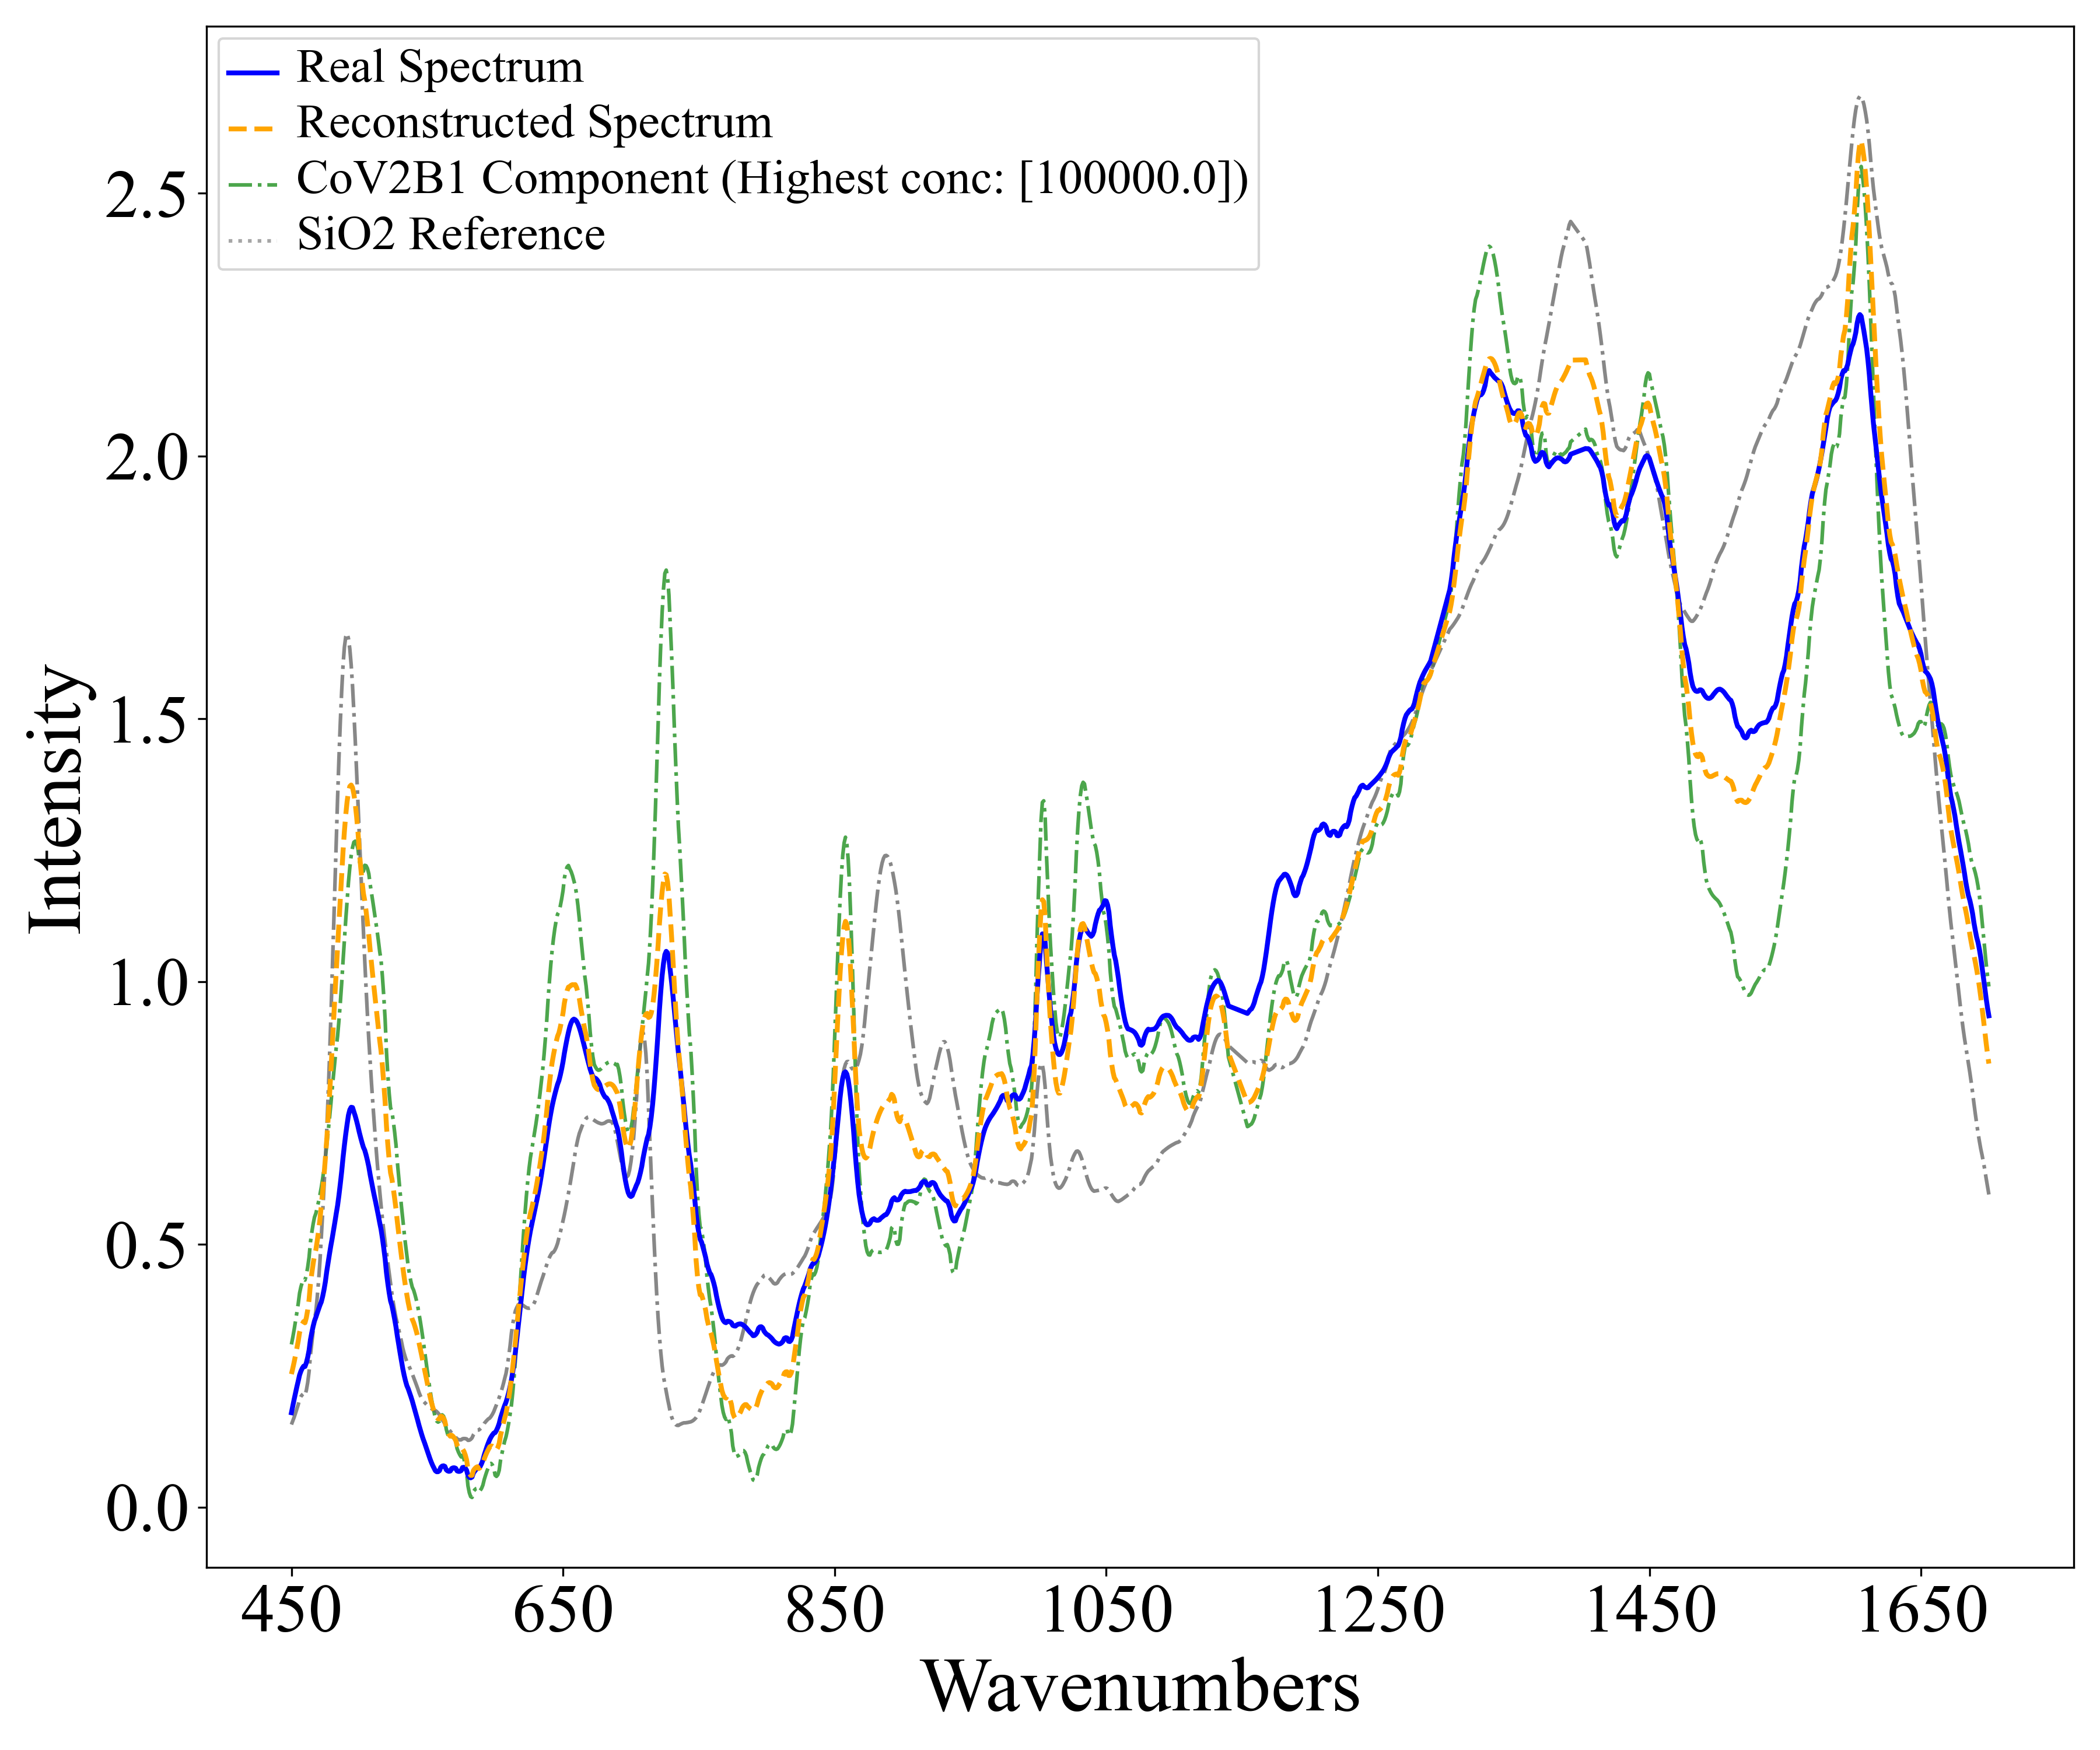 Real Spectrum
Reconstructed Spectrum
CoV2B1 Component (Highest conc: [100000.0])
SiO2 Reference
Intensity
2.5
2.0
1.5
1.0
0.5
0.0
450 650 850 1050 1250 1450 1650
Wavenumbers